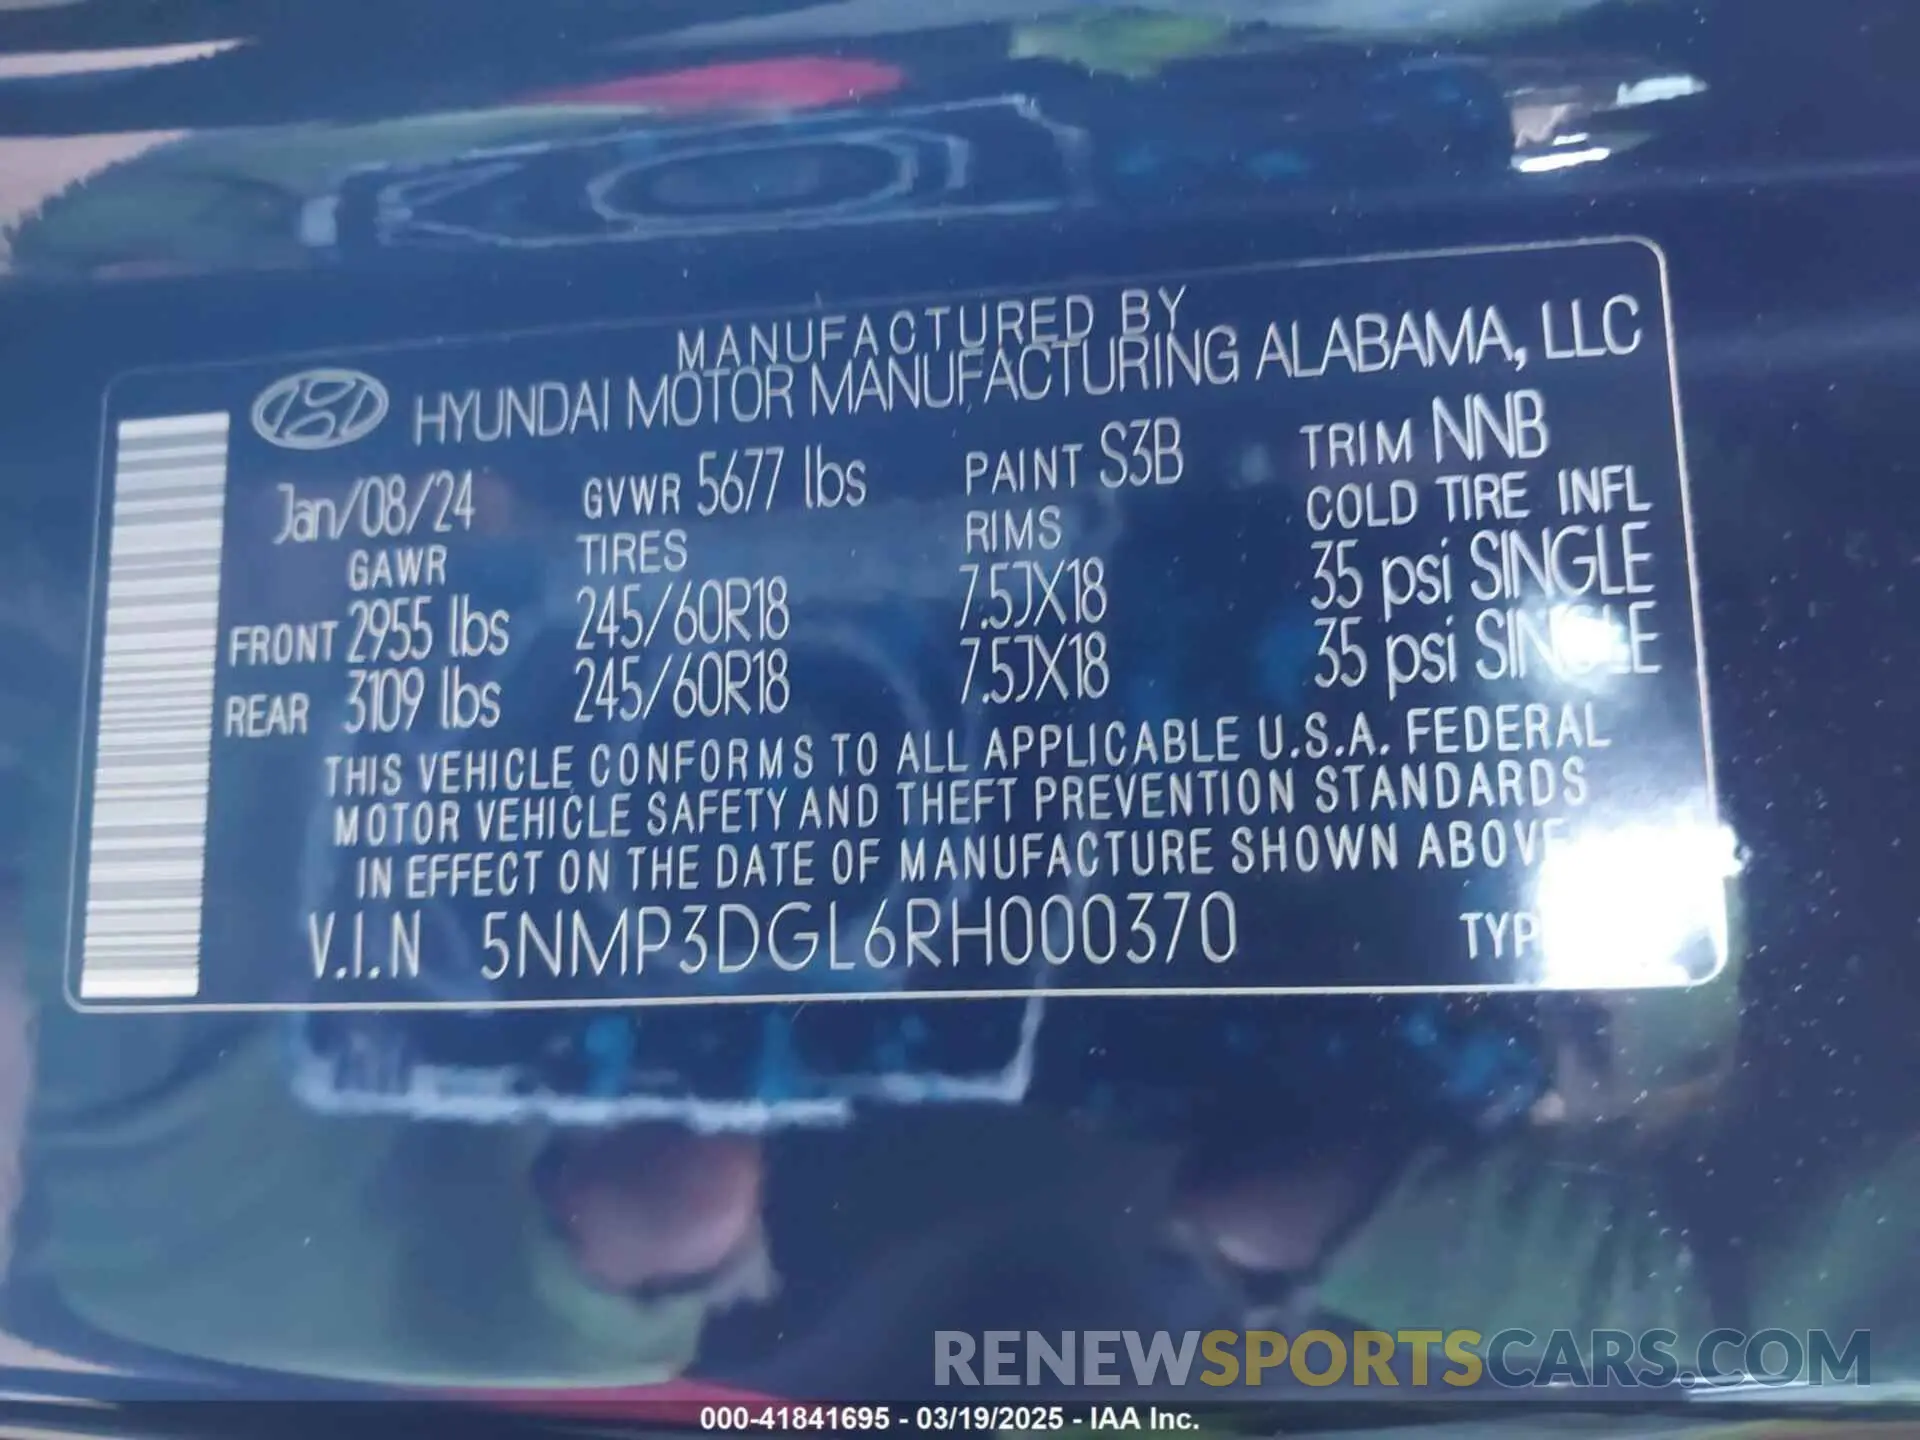 MANUFACTURED BY
HYUNDAI MOTOR MANUFACTURING ALABAMA, LLC
Jan/08/24 GVWR 5677 lbs PAINT S3B TRIM NNB
GAWR TIRES RIMS COLD TIRE INFL
FRONT 2955 lbs 245/60R18 7.5JX18 35 psi SINGLE
REAR 3109 lbs 245/60R18 7.5JX18 35 psi SINGLE
THIS VEHICLE CONFORMS TO ALL APPLICABLE U.S.A. FEDERAL
MOTOR VEHICLE SAFETY AND THEFT PREVENTION STANDARDS
IN EFFECT ON THE DATE OF MANUFACTURE SHOWN ABOVE
V.I.N 5NMP3DGL6RH000370
RENEWSPORTSCARS.COM
000-41841695 - 03/19/2025 - IAA Inc.